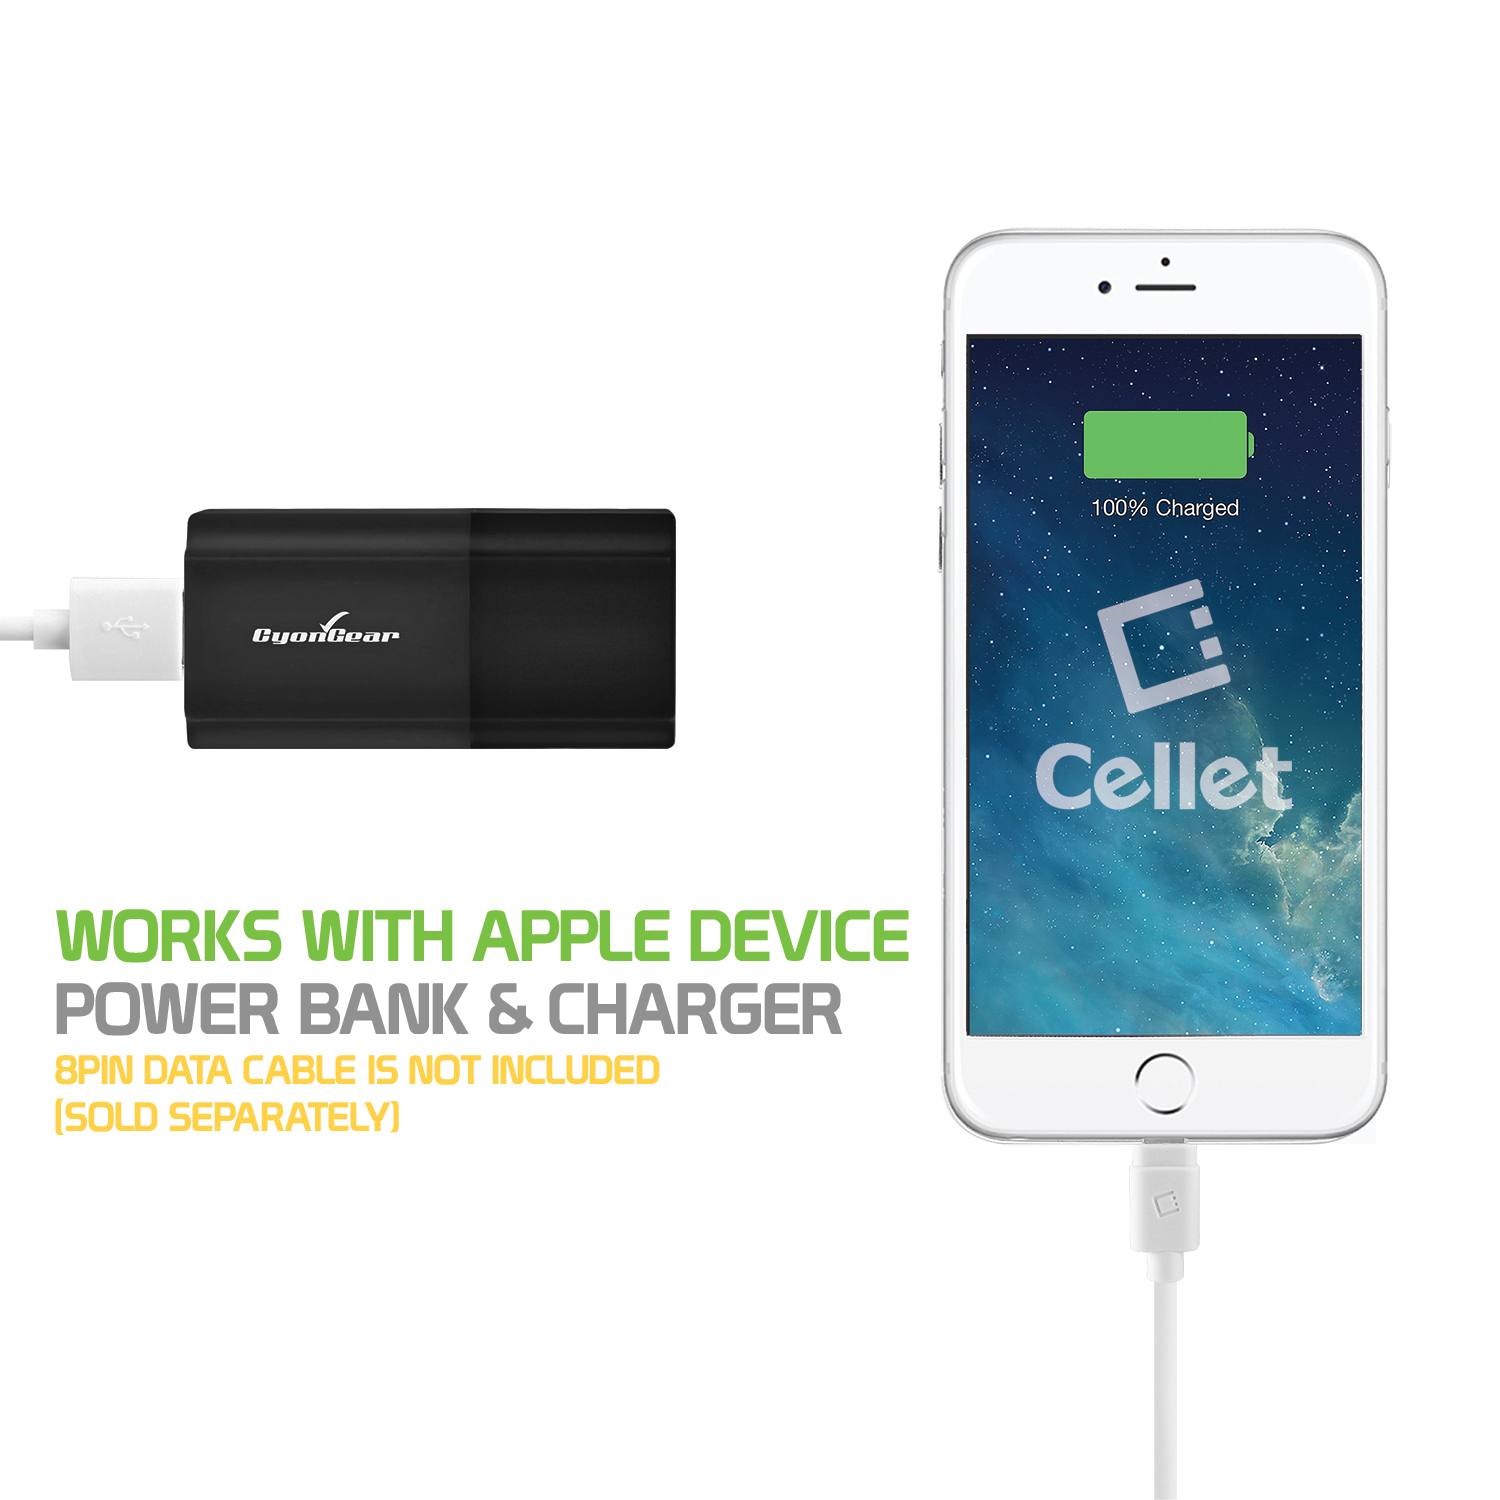 CyonGear
100% Charged
Cellet
WORKS WITH APPLE DEVICE
POWER BANK & CHARGER
8PIN DATA CABLE IS NOT INCLUDED
(SOLD SEPARATELY)